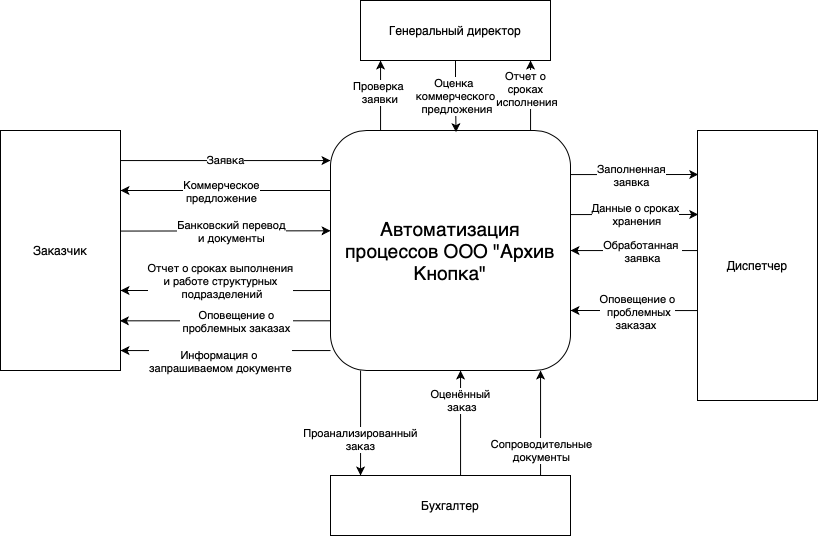 Генеральный директор
Проверка
заявки
Оценка
коммерческого
предложения
Отчет о
сроках
исполнения
Заказчик
Заявка
Коммерческое
предложение
Банковский перевод
и документы
Отчет о сроках выполнения
и работе структурных
подразделений
Оповещение о
проблемных заказах
Информация о
запрашиваемом документе
Автоматизация
процессов ООО "Архив
Кнопка"
Заполненная
заявка
Данные о сроках
хранения
Обработанная
заявка
Оповещение о
проблемных
заказах
Диспетчер
Проанализированный
заказ
Оценённый
заказ
Сопроводительные
документы
Бухгалтер